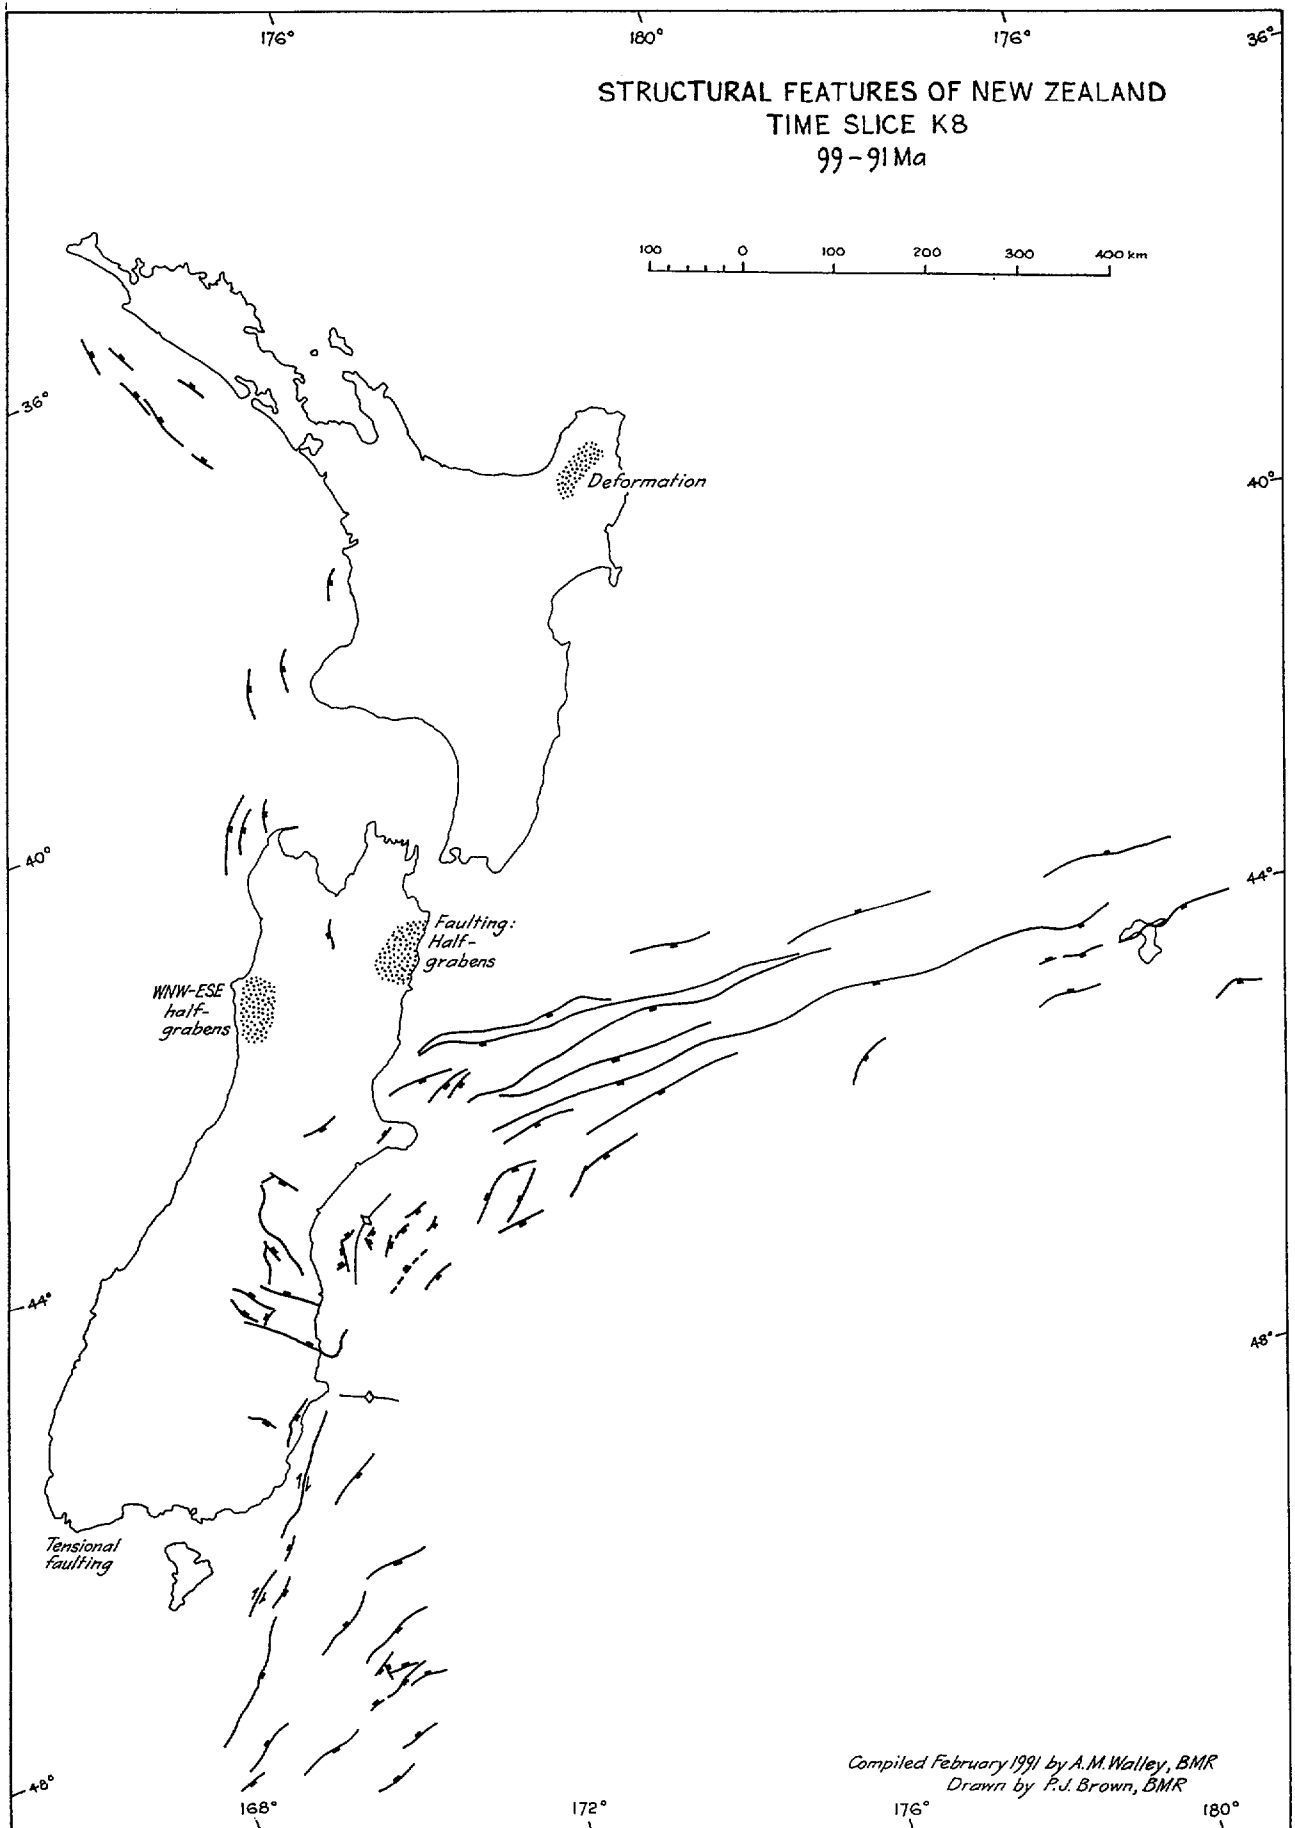 176° 180° 176° 36°
STRUCTURAL FEATURES OF NEW ZEALAND
TIME SLICE K8
99-91 Ma
100 0 100 200 300 400 km
36°
Deformation
40°
40°
44°
Faulting:
Half-
grabens
WNW-ESE
half-
grabens
44°
48°
Tensional
faulting
Compiled February 1991 by A.M. Walley, BMR
Drawn by P.J. Brown, BMR
48°
168° 172° 176° 180°